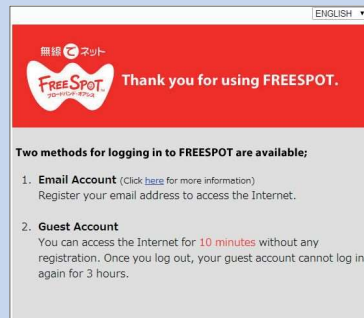 ENGLISH
無線でネット
FREESPOT
ブロードバンド・オアシス
Thank you for using FREESPOT.
Two methods for logging in to FREESPOT are available;
1. Email Account (Click here for more information)
Register your email address to access the Internet.
2. Guest Account
You can access the Internet for 10 minutes without any
registration. Once you log out, your guest account cannot log in
again for 3 hours.